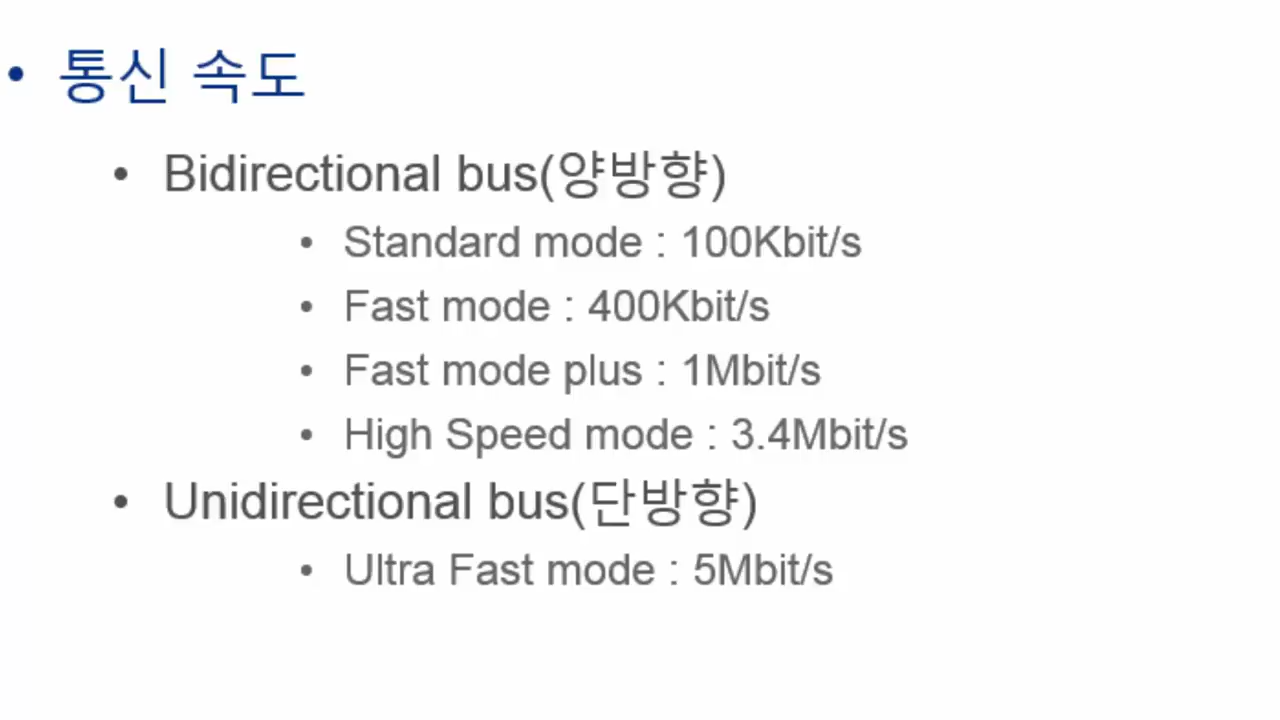 • 통신 속도
• Bidirectional bus(양방향)
• Standard mode : 100Kbit/s
• Fast mode : 400Kbit/s
• Fast mode plus : 1Mbit/s
• High Speed mode : 3.4Mbit/s
• Unidirectional bus(단방향)
• Ultra Fast mode : 5Mbit/s